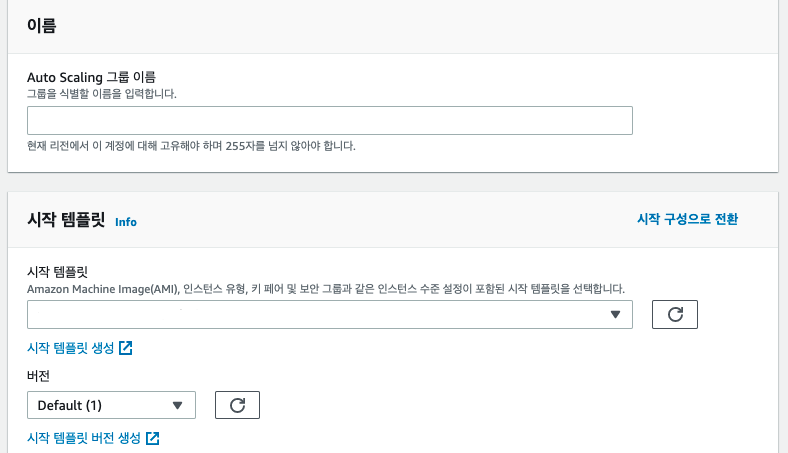 이름
Auto Scaling 그룹 이름
그룹을 식별할 이름을 입력합니다.
현재 리전에서 이 계정에 대해 고유해야 하며 255자를 넘지 않아야 합니다.
시작 템플릿 Info 시작 구성으로 전환
시작 템플릿
Amazon Machine Image(AMI), 인스턴스 유형, 키 페어 및 보안 그룹과 같은 인스턴스 수준 설정이 포함된 시작 템플릿을 선택합니다.
시작 템플릿 생성
버전
Default (1)
시작 템플릿 버전 생성